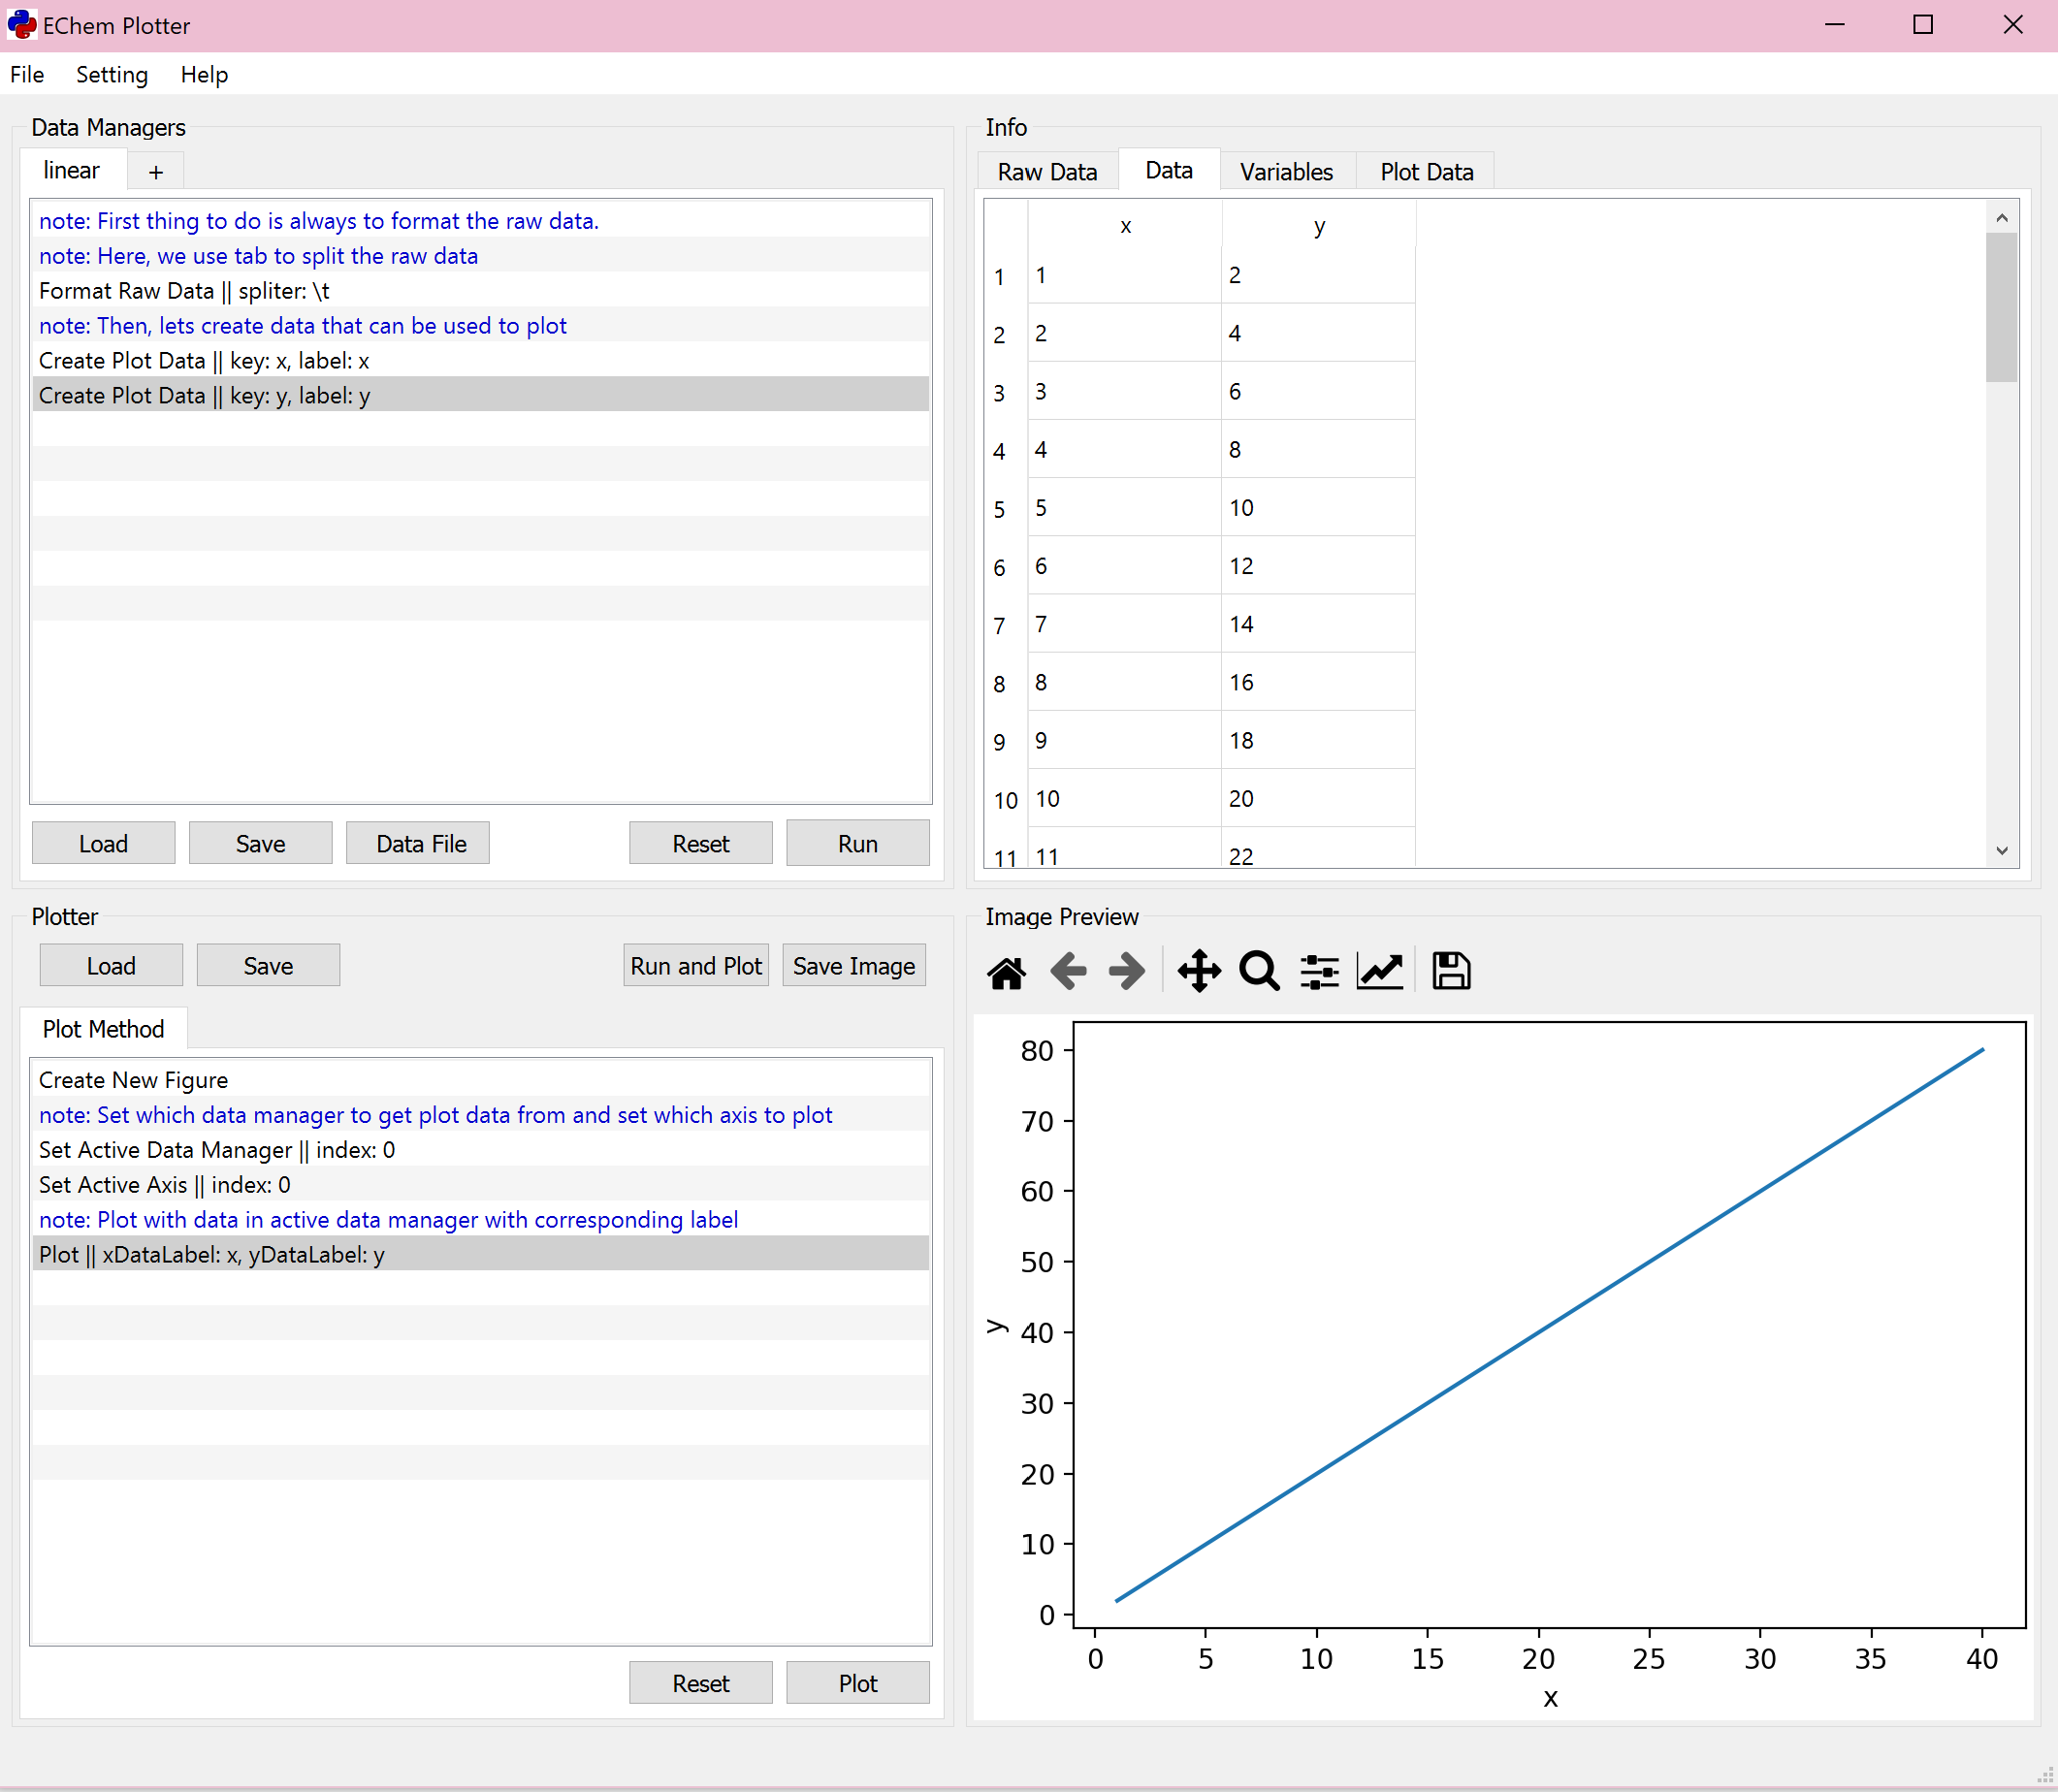 EChem Plotter
File Setting Help
Data Managers
linear +
note: First thing to do is always to format the raw data.
note: Here, we use tab to split the raw data
Format Raw Data || spliter: \t
note: Then, lets create data that can be used to plot
Create Plot Data || key: x, label: x
Create Plot Data || key: y, label: y
Load Save Data File Reset Run
Info
Raw Data Data Variables Plot Data
x y
1 1 2
2 2 4
3 3 6
4 4 8
5 5 10
6 6 12
7 7 14
8 8 16
9 9 18
10 10 20
11 11 22
Plotter
Load Save Run and Plot Save Image
Plot Method
Create New Figure
note: Set which data manager to get plot data from and set which axis to plot
Set Active Data Manager || index: 0
Set Active Axis || index: 0
note: Plot with data in active data manager with corresponding label
Plot || xDataLabel: x, yDataLabel: y
Reset Plot
Image Preview
80
70
60
50
y
40
30
20
10
0
0 5 10 15 20 25 30 35 40
x